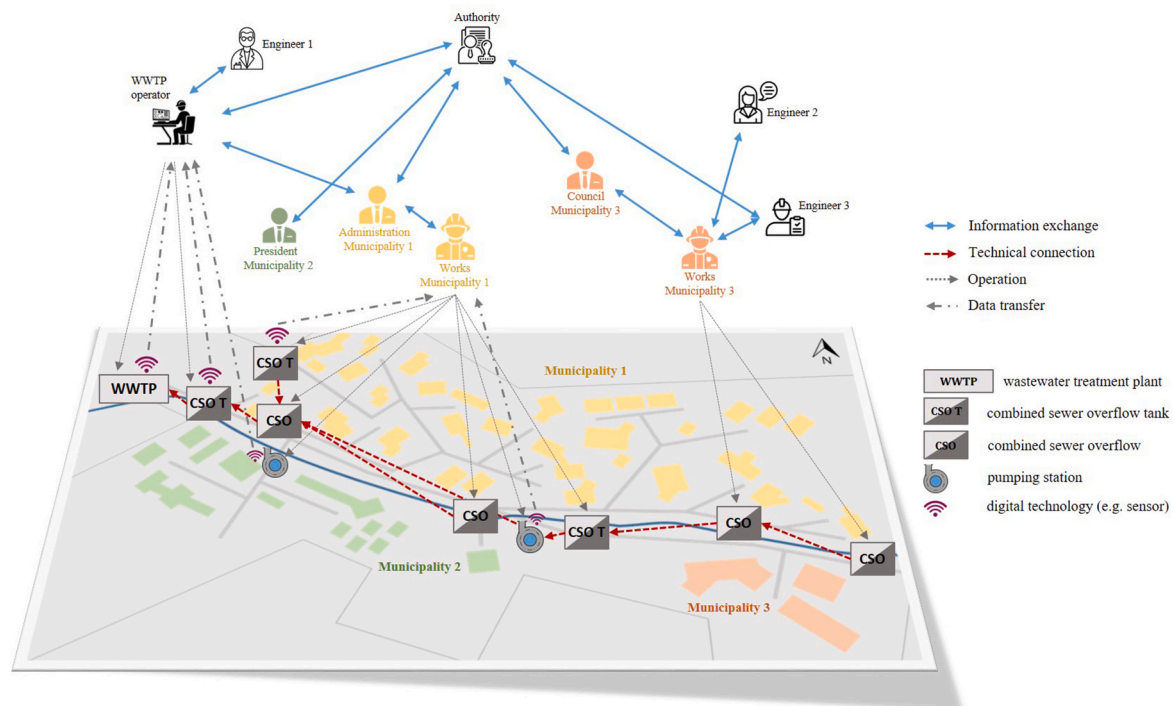 Authority
Engineer 1
WWTP
operator
Engineer 2
Council
Municipality 3
Engineer 3
Administration
Municipality 1
President
Municipality 2
Works
Municipality 1
Works
Municipality 3
Information exchange
Technical connection
Operation
Data transfer
N
CSO T
Municipality 1
WWTP
CSO T
CSO
CSO
CSO T
CSO
CSO
Municipality 2
Municipality 3
WWTP
wastewater treatment plant
CSO T
combined sewer overflow tank
CSO
combined sewer overflow
pumping station
digital technology (e.g. sensor)